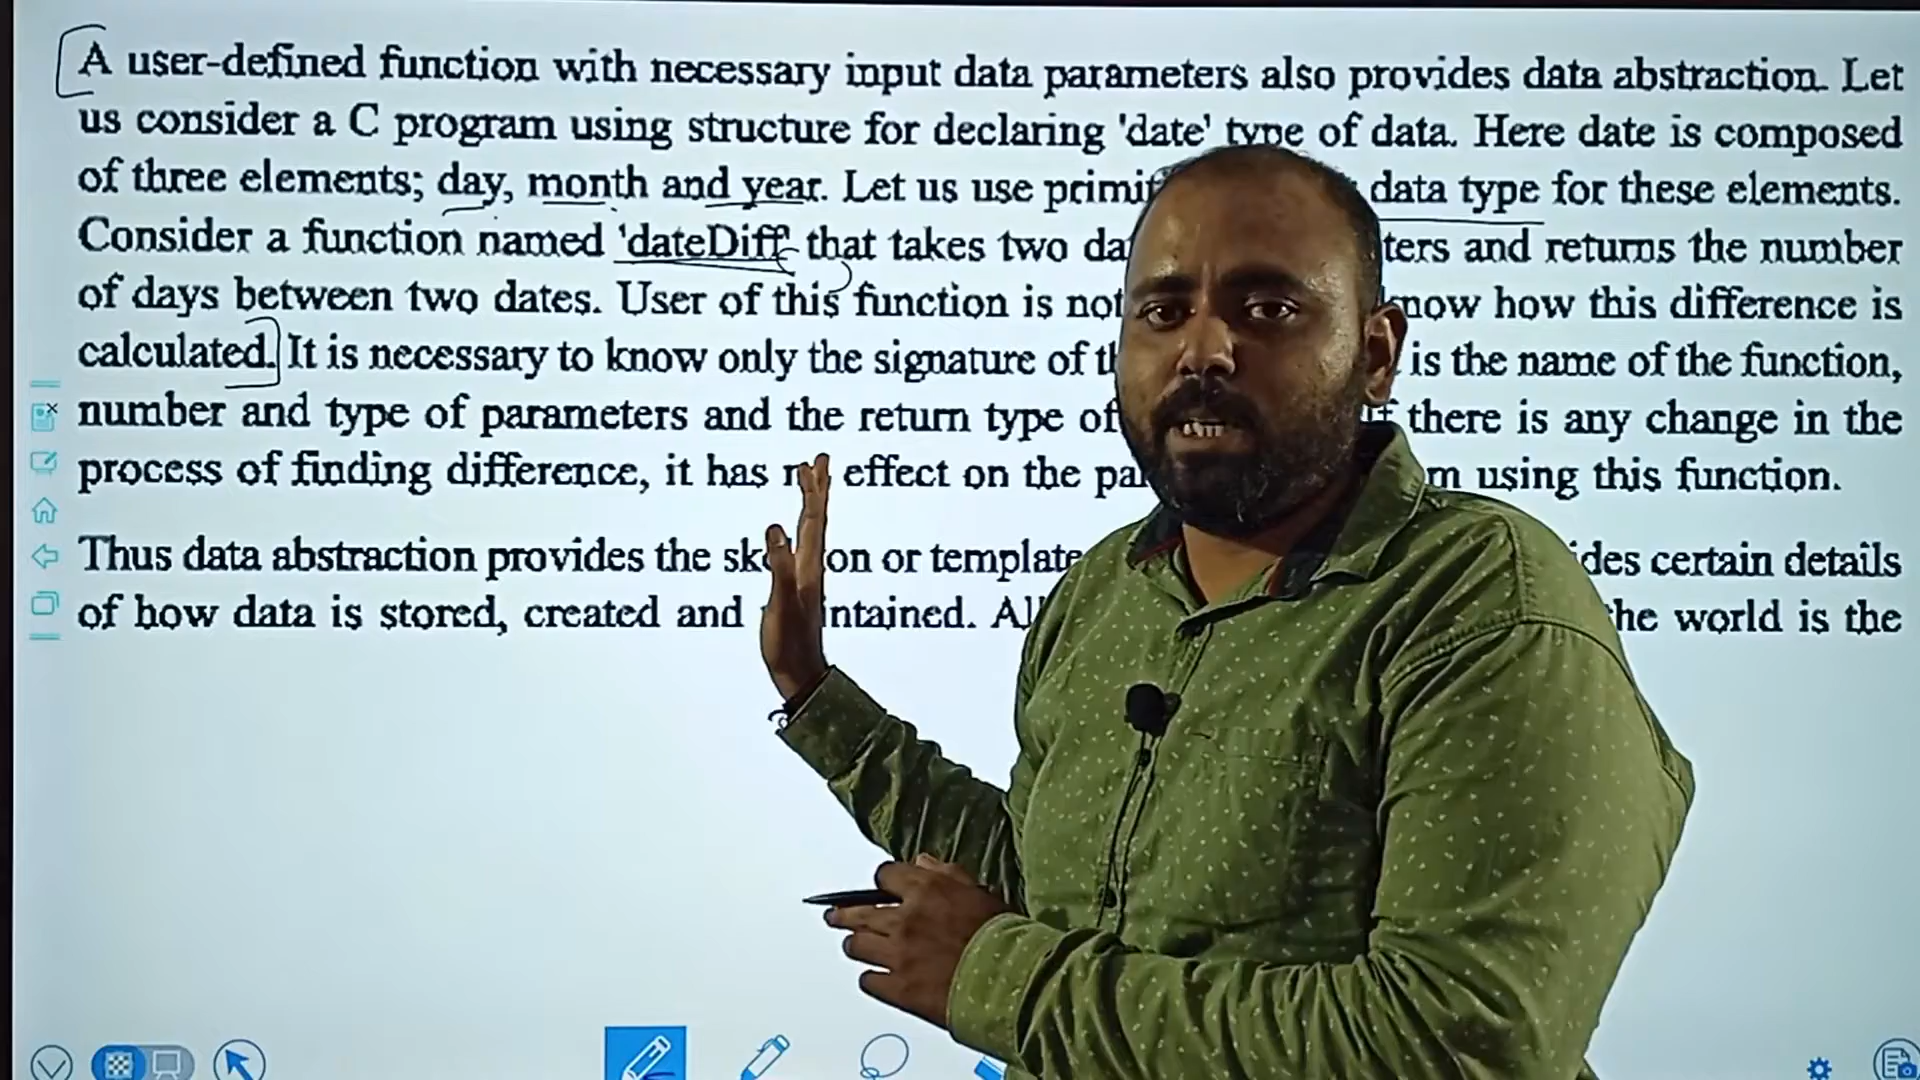 A user-defined function with necessary input data parameters also provides data abstraction. Let
us consider a C program using structure for declaring 'date' type of data. Here date is composed
of three elements; day, month and year. Let us use data type for these elements.
Consider a function named 'dateDiff' that takes two and returns the number
of days between two dates. User of this function is not know how this difference is
calculated. It is necessary to know only the signature of is the name of the function,
number and type of parameters and the return type of there is any change in the
process of finding difference, it has effect on the using this function.
Thus data abstraction provides the or template certain details
of how data is stored, created and the world is the